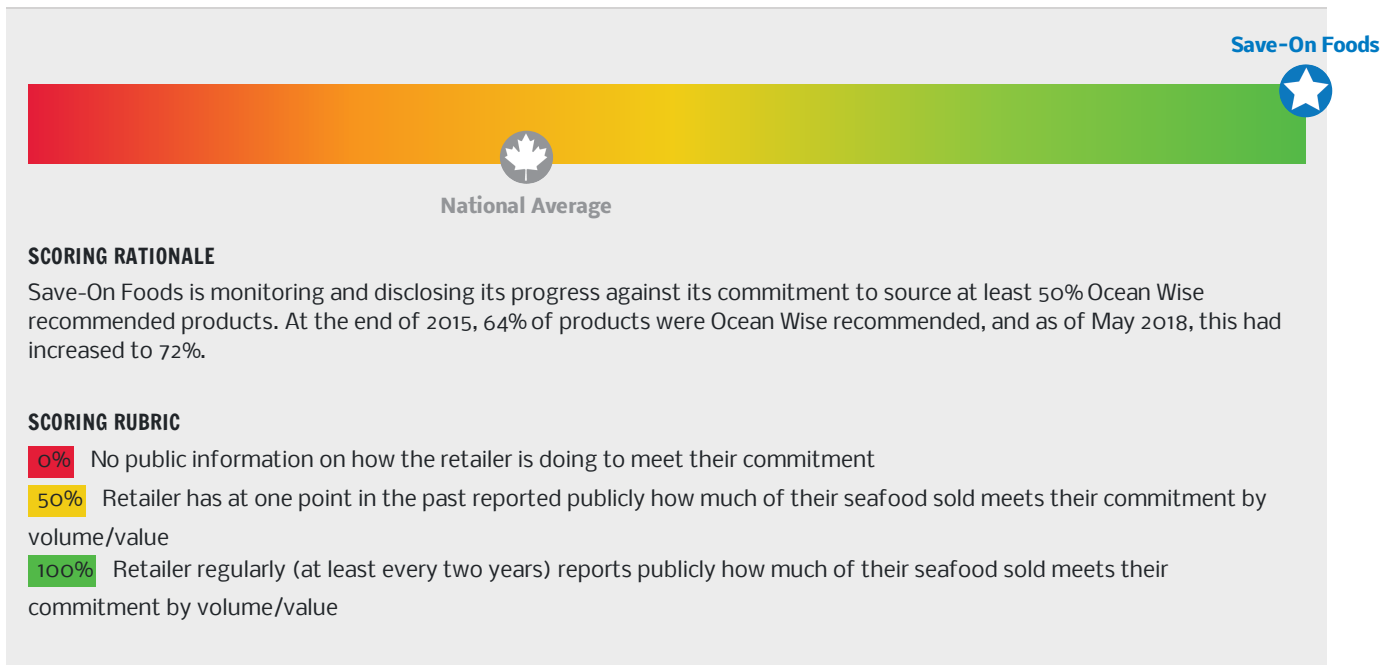 Save-On Foods
National Average
SCORING RATIONALE
Save-On Foods is monitoring and disclosing its progress against its commitment to source at least 50% Ocean Wise
recommended products. At the end of 2015, 64% of products were Ocean Wise recommended, and as of May 2018, this had
increased to 72%.
SCORING RUBRIC
0% No public information on how the retailer is doing to meet their commitment
50% Retailer has at one point in the past reported publicly how much of their seafood sold meets their commitment by
volume/value
100% Retailer regularly (at least every two years) reports publicly how much of their seafood sold meets their
commitment by volume/value